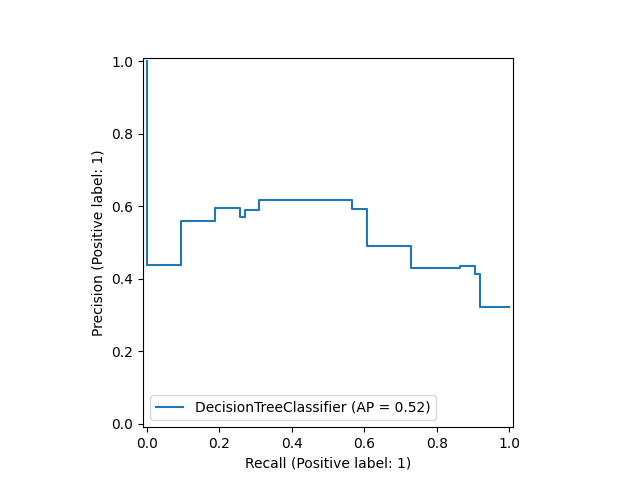 1.0
0.8
0.6
0.4
0.2
0.0
Precision (Positive label: 1)
DecisionTreeClassifier (AP = 0.52)
0.0 0.2 0.4 0.6 0.8 1.0
Recall (Positive label: 1)